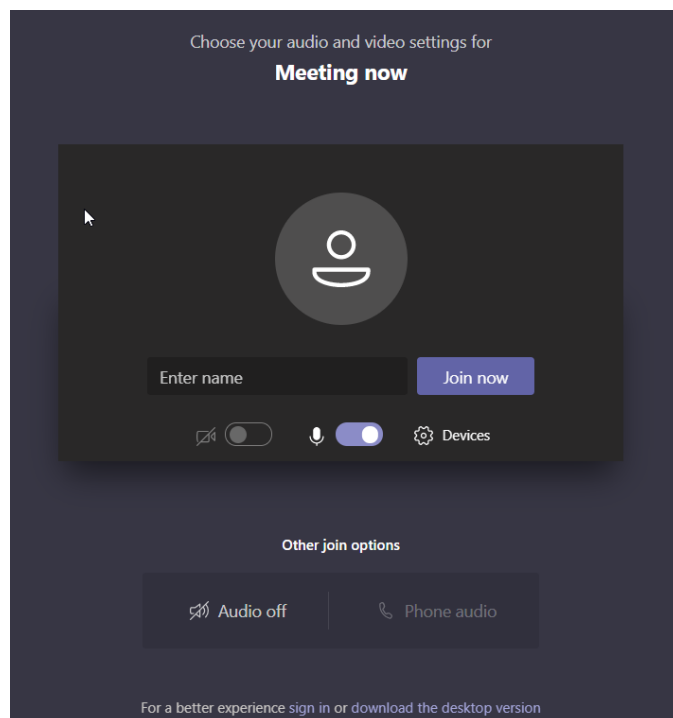 Choose your audio and video settings for
Meeting now
Enter name
Join now
Devices
Other join options
Audio off
Phone audio
For a better experience sign in or download the desktop version